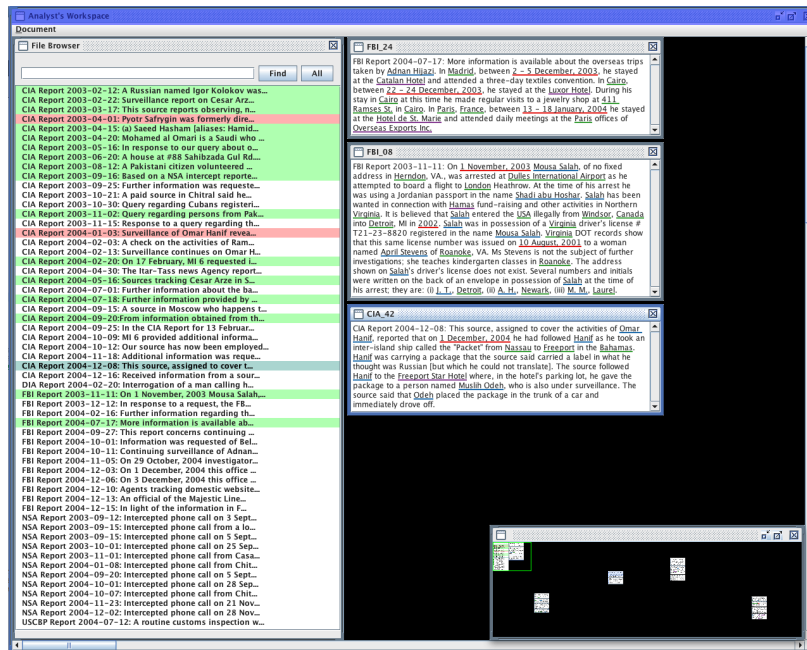 Analyst's Workspace
Document
File Browser
Find
All
CIA Report 2003-02-12: A Russian named Igor Kolokov was...
CIA Report 2003-02-22: Surveillance report on Cesar Arz...
CIA Report 2003-03-17: This source reports observing, n...
CIA Report 2003-04-01: Pyotr Safrygin was formerly dire...
CIA Report 2003-04-15: (a) Saeed Hasham [aliases: Hamid...
CIA Report 2003-04-20: Mohamed al Omari is a Saudi who ...
CIA Report 2003-05-16: In response to our query about o...
CIA Report 2003-06-20: A house at #88 Sahibzada Gul Rd...
CIA Report 2003-08-12: A Pakistani citizen volunteered ...
CIA Report 2003-09-16: Based on a NSA intercept reporte...
CIA Report 2003-09-25: Further information was requeste...
CIA Report 2003-10-21: A paid source in Chitral said he...
CIA Report 2003-10-30: Query regarding Cubans registeri...
CIA Report 2003-11-02: Query regarding persons from Pak...
CIA Report 2003-11-15: Response to a query regarding th...
CIA Report 2004-01-03: Surveillance of Omar Hanif revea...
CIA Report 2004-02-03: A check on the activities of Ram...
CIA Report 2004-02-13: Surveillance continues on Omar H...
CIA Report 2004-02-20: On 17 February, MI 6 requested i...
CIA Report 2004-04-30: The Itar-Tass news Agency report...
CIA Report 2004-05-16: Sources tracking Cesar Arze in S...
CIA Report 2004-07-01: Further information about the ba...
CIA Report 2004-07-18: Further information provided by ...
CIA Report 2004-09-15: A source in Moscow who happens t...
CIA Report 2004-09-20:From information obtained from th...
CIA Report 2004-09-25: In the CIA Report for 13 Februar...
CIA Report 2004-10-09: MI 6 provided additional informa...
CIA Report 2004-10-12: Our source has now been employed...
CIA Report 2004-11-18: Additional information was reque...
CIA Report 2004-12-08: This source, assigned to cover t...
CIA Report 2004-12-16: Received information from a sour...
DIA Report 2004-02-20: Interrogation of a man calling h...
FBI Report 2003-11-11: On 1 November, 2003 Mousa Salah,...
FBI Report 2003-12-12: In response to a request, the FB...
FBI Report 2004-02-16: Further information regarding th...
FBI Report 2004-07-17: More information is available ab...
FBI Report 2004-09-27: This report concerns continuing ...
FBI Report 2004-10-01: Information was requested of Bel...
FBI Report 2004-10-11: Continuing surveillance of Adnan...
FBI Report 2004-11-05: On 29 October, 2004 investigator...
FBI Report 2004-12-03: On 1 December, 2004 this office ...
FBI Report 2004-12-06: On 3 December, 2004 this office ...
FBI Report 2004-12-10: Agents tracking domestic website...
FBI Report 2004-12-13: An official of the Majestic Line...
FBI Report 2004-12-15: In light of the information in F...
NSA Report 2003-09-12: Intercepted phone call on 3 Sept...
NSA Report 2003-09-15: Intercepted phone call from a lo...
NSA Report 2003-09-15: Intercepted phone call on 5 Sept...
NSA Report 2003-10-01: Intercepted phone call on 25 Sep...
NSA Report 2003-11-01: Intercepted phone call from Casa...
NSA Report 2004-01-08: Intercepted phone call from Chit...
NSA Report 2004-09-20: Intercepted phone call on 5 Sept...
NSA Report 2004-10-01: Intercepted phone call on 28 Sep...
NSA Report 2004-10-07: Intercepted phone call from Chit...
NSA Report 2004-11-23: Intercepted phone call on 21 Nov...
NSA Report 2004-12-02: Intercepted phone call on 28 Nov...
USCBP Report 2004-07-12: A routine customs inspection w...
FBI_24
FBI Report 2004-07-17: More information is available about the overseas trips
taken by Adnan Hijazi. In Madrid, between 2 - 5 December, 2003, he stayed
at the Catalan Hotel and attended a three-day textiles convention. In Cairo,
between 22 - 24 December, 2003, he stayed at the Luxor Hotel. During his
stay in Cairo at this time he made regular visits to a jewelry shop at 411
Ramses St. in Cairo. In Paris, France, between 13 - 18 January, 2004 he
stayed at the Hotel de St. Marie and attended daily meetings at the Paris offices of
Overseas Exports Inc.
FBI_08
FBI Report 2003-11-11: On 1 November, 2003 Mousa Salah, of no fixed
address in Herndon, VA., was arrested at Dulles International Airport as he
attempted to board a flight to London Heathrow. At the time of his arrest he
was using a Jordanian passport in the name Shadi abu Hoshar. Salah has been
wanted in connection with Hamas fund-raising and other activities in Northern
Virginia. It is believed that Salah entered the USA illegally from Windsor, Canada
into Detroit, MI in 2002. Salah was in possession of a Virginia driver's license #
T21-23-8820 registered in the name Mousa Salah. Virginia DOT records show
that this same license number was issued on 10 August, 2001 to a woman
named April Stevens of Roanoke, VA. Ms Stevens is not the subject of further
investigations; she teaches kindergarten classes in Roanoke. The address
shown on Salah's driver's license does not exist. Several numbers and initials
were written on the back of an envelope in possession of Salah at the time of
his arrest; they are: (i) J. T., Detroit, (ii) A. H., Newark, (iii) M. M., Laurel.
CIA_42
CIA Report 2004-12-08: This source, assigned to cover the activities of Omar
Hanif, reported that on 1 December, 2004 he had followed Hanif as he took an
inter-island ship called the "Packet" from Nassau to Freeport in the Bahamas.
Hanif was carrying a package that the source said carried a label in what he
thought was Russian [but which he could not translate]. The source followed
Hanif to the Freeport Star Hotel where, in the hotel's parking lot, he gave the
package to a person named Muslih Odeh, who is also under surveillance. The
source said that Odeh placed the package in the trunk of a car and
immediately drove off.